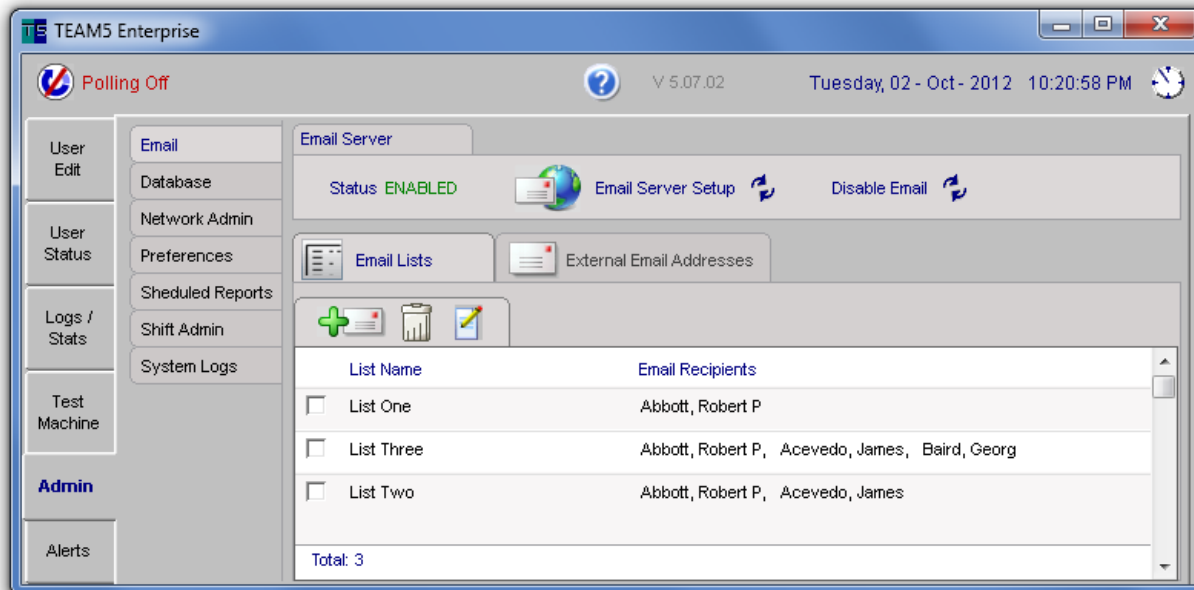 T5 TEAM5 Enterprise
Polling Off
V 5.07.02
Tuesday, 02 - Oct - 2012 10:20:58 PM
User
Edit
User
Status
Logs /
Stats
Test
Machine
Admin
Alerts
Email
Database
Network Admin
Preferences
Sheduled Reports
Shift Admin
System Logs
Email Server
Status ENABLED
Email Server Setup
Disable Email
Email Lists
External Email Addresses
List Name Email Recipients
List One Abbott, Robert P
List Three Abbott, Robert P, Acevedo, James, Baird, Georg
List Two Abbott, Robert P, Acevedo, James
Total: 3